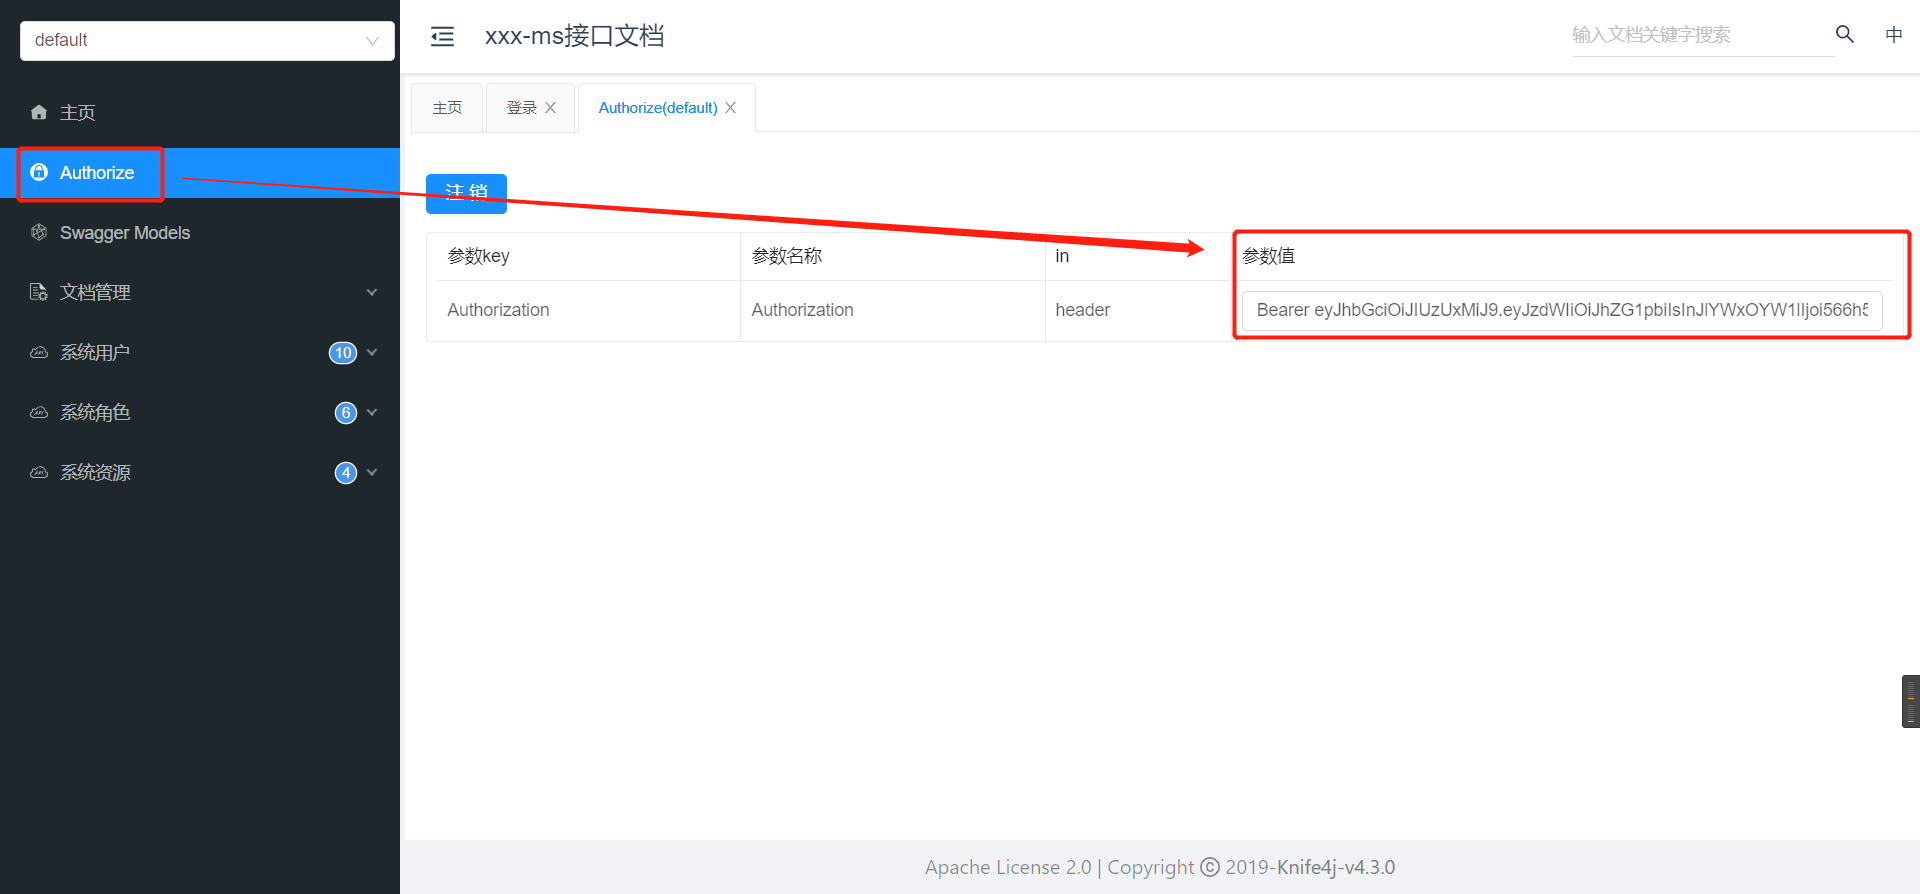 default
xxx-ms接口文档
输入文档关键字搜索
中
主页
Authorize
Swagger Models
文档管理
系统用户 10
系统角色 6
系统资源 4
主页
登录
Authorize(default)
注 销
参数key 参数名称 in 参数值
Authorization Authorization header Bearer eyJhbGciOiJIUzUxMiJ9.eyJzdWIiOiJhZG1pbiIsInJlYWxOYW1lIjoi566h5
Apache License 2.0 | Copyright © 2019-Knife4j-v4.3.0